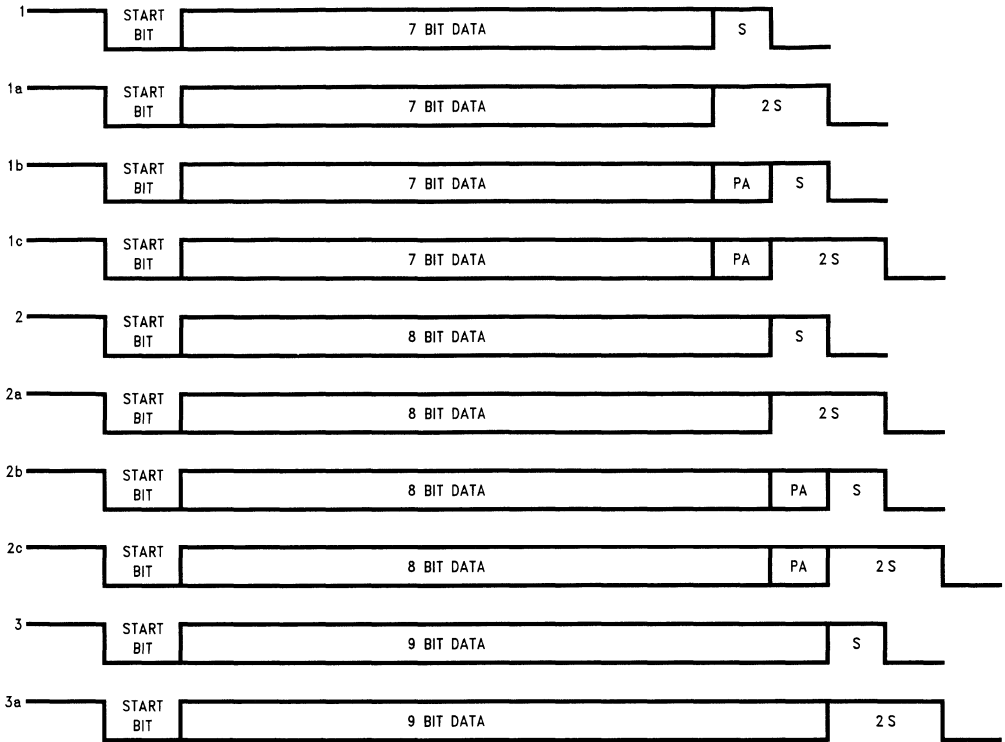 1 START BIT 7 BIT DATA S
1a START BIT 7 BIT DATA 2 S
1b START BIT 7 BIT DATA PA S
1c START BIT 7 BIT DATA PA 2 S
2 START BIT 8 BIT DATA S
2a START BIT 8 BIT DATA 2 S
2b START BIT 8 BIT DATA PA S
2c START BIT 8 BIT DATA PA 2 S
3 START BIT 9 BIT DATA S
3a START BIT 9 BIT DATA 2 S